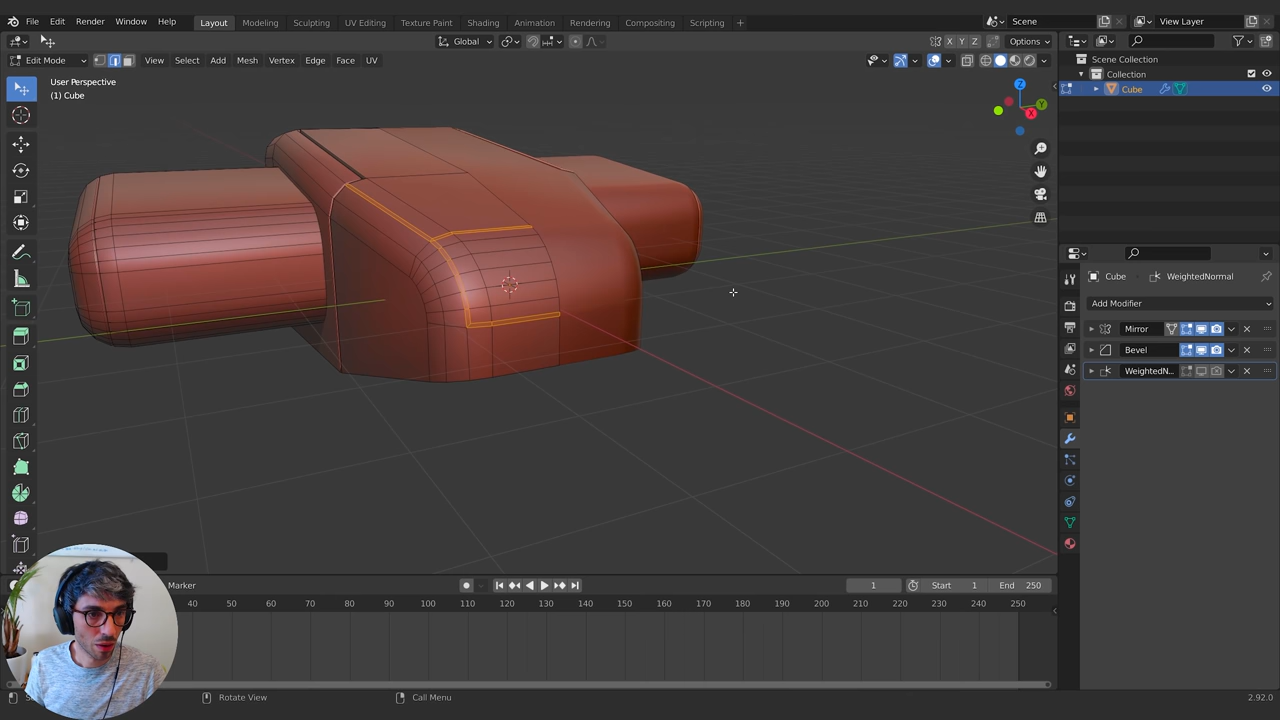 File Edit Render Window Help
Layout Modeling Sculpting UV Editing Texture Paint Shading Animation Rendering Compositing Scripting +
Scene
View Layer
Global
X Y Z
Options
Edit Mode
View Select Add Mesh Vertex Edge Face UV
User Perspective
(1) Cube
Z
Y
X
Scene Collection
Collection
Cube
Cube
WeightedNormal
Add Modifier
Mirror
Bevel
WeightedN...
Marker
1
Start 1
End 250
40 50 60 70 80 90 100 110 120 130 140 150 160 170 180 190 200 210 220 230 240 250
Rotate View
Call Menu
2.92.0